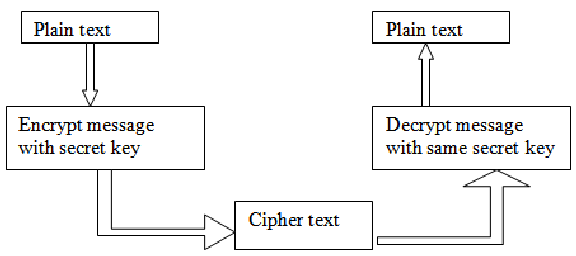 Plain text
Plain text
Encrypt message
with secret key
Decrypt message
with same secret key
Cipher text